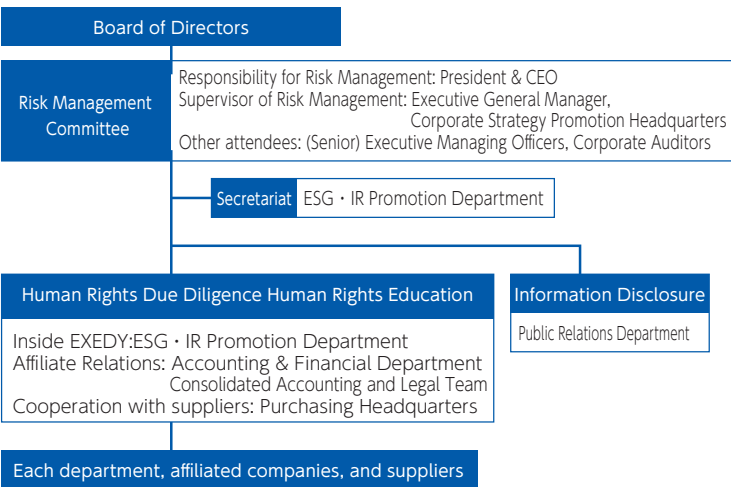 Board of Directors
Risk Management
Committee
Responsibility for Risk Management: President & CEO
Supervisor of Risk Management: Executive General Manager,
Corporate Strategy Promotion Headquarters
Other attendees: (Senior) Executive Managing Officers, Corporate Auditors
Secretariat ESG・IR Promotion Department
Human Rights Due Diligence Human Rights Education
Inside EXEDY:ESG・IR Promotion Department
Affiliate Relations: Accounting & Financial Department
Consolidated Accounting and Legal Team
Cooperation with suppliers: Purchasing Headquarters
Information Disclosure
Public Relations Department
Each department, affiliated companies, and suppliers